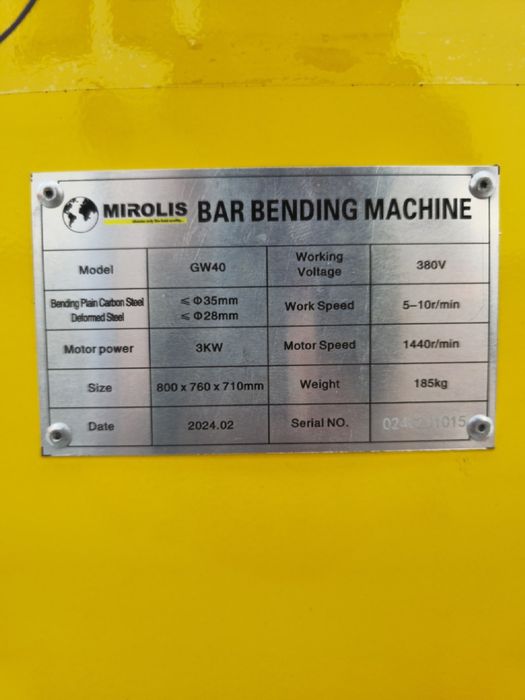 MIROLIS BAR BENDING MACHINE
Model GW40 Working Voltage 380V
Bending Plain Carbon Steel ≤ Φ35mm Work Speed 5–10r/min
Deformed Steel ≤ Φ28mm
Motor power 3KW Motor Speed 1440r/min
Size 800 x 760 x 710mm Weight 185kg
Date 2024.02 Serial NO.